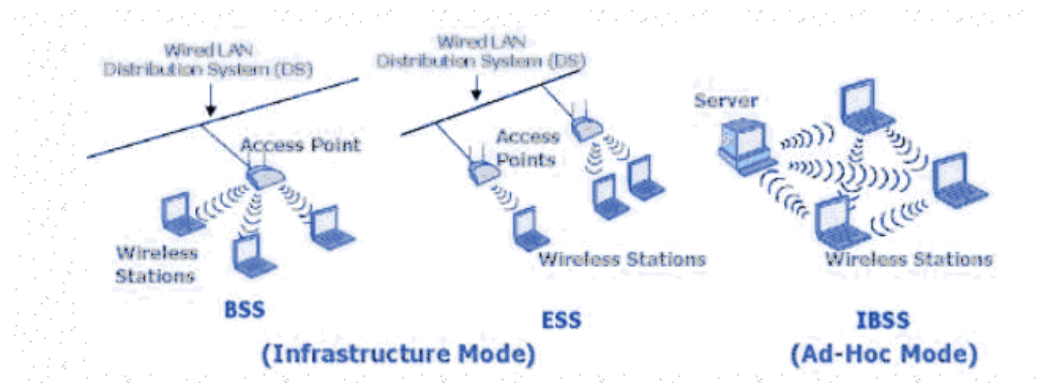 Wired LAN
Distribution System (DS)
Access Point
Wireless
Stations
BSS
Wired LAN
Distribution System (DS)
Access
Points
Wireless Stations
ESS
(Infrastructure Mode)
Server
Wireless Stations
IBSS
(Ad-Hoc Mode)